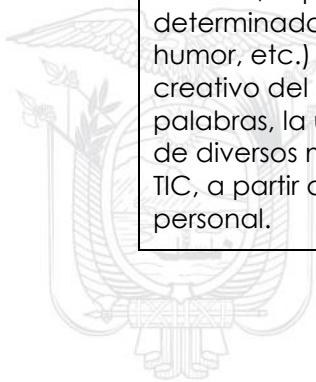 determinado
humor, etc.)
creativo del
palabras, la
de diversos
TIC, a partir
personal.